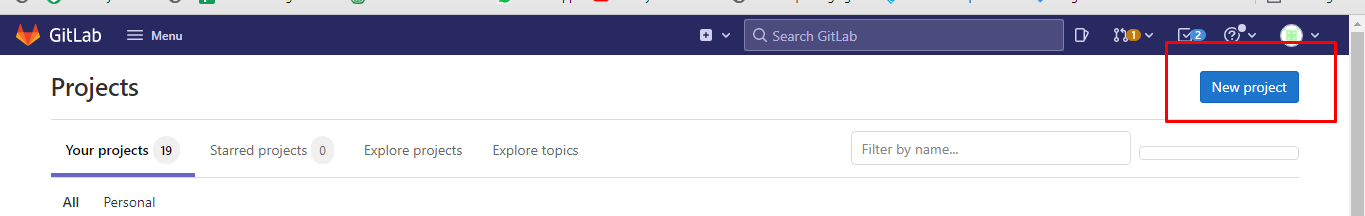 GitLab Menu Search GitLab 1 2
Projects New project
Your projects 19 Starred projects 0 Explore projects Explore topics Filter by name...
All Personal